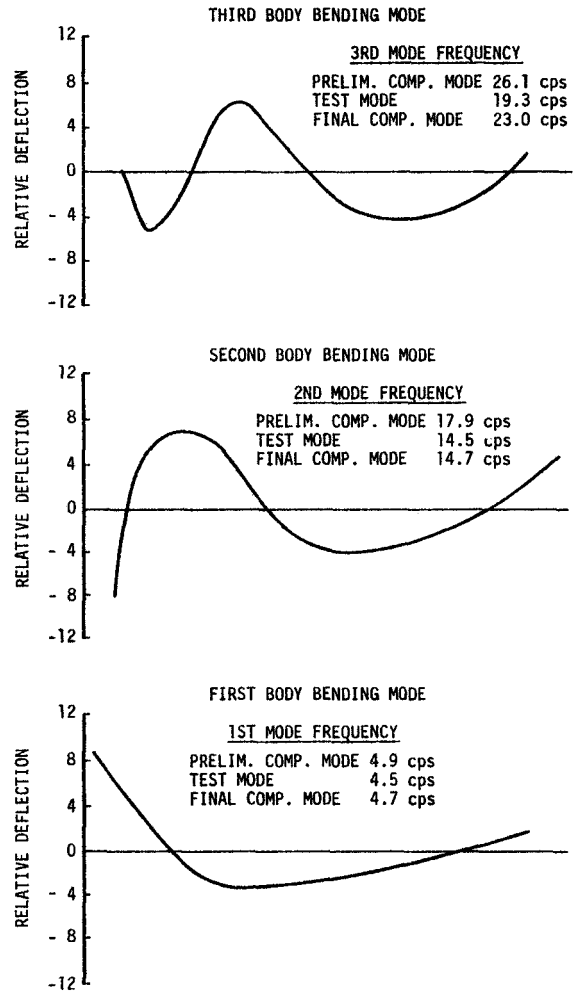 THIRD BODY BENDING MODE
12
8
4
0
- 4
- 8
-12
RELATIVE DEFLECTION
3RD MODE FREQUENCY
PRELIM. COMP. MODE 26.1 cps
TEST MODE 19.3 cps
FINAL COMP. MODE 23.0 cps
SECOND BODY BENDING MODE
12
8
4
0
- 4
- 8
-12
RELATIVE DEFLECTION
2ND MODE FREQUENCY
PRELIM. COMP. MODE 17.9 cps
TEST MODE 14.5 cps
FINAL COMP. MODE 14.7 cps
FIRST BODY BENDING MODE
12
8
4
0
- 4
- 8
-12
RELATIVE DEFLECTION
1ST MODE FREQUENCY
PRELIM. COMP. MODE 4.9 cps
TEST MODE 4.5 cps
FINAL COMP. MODE 4.7 cps